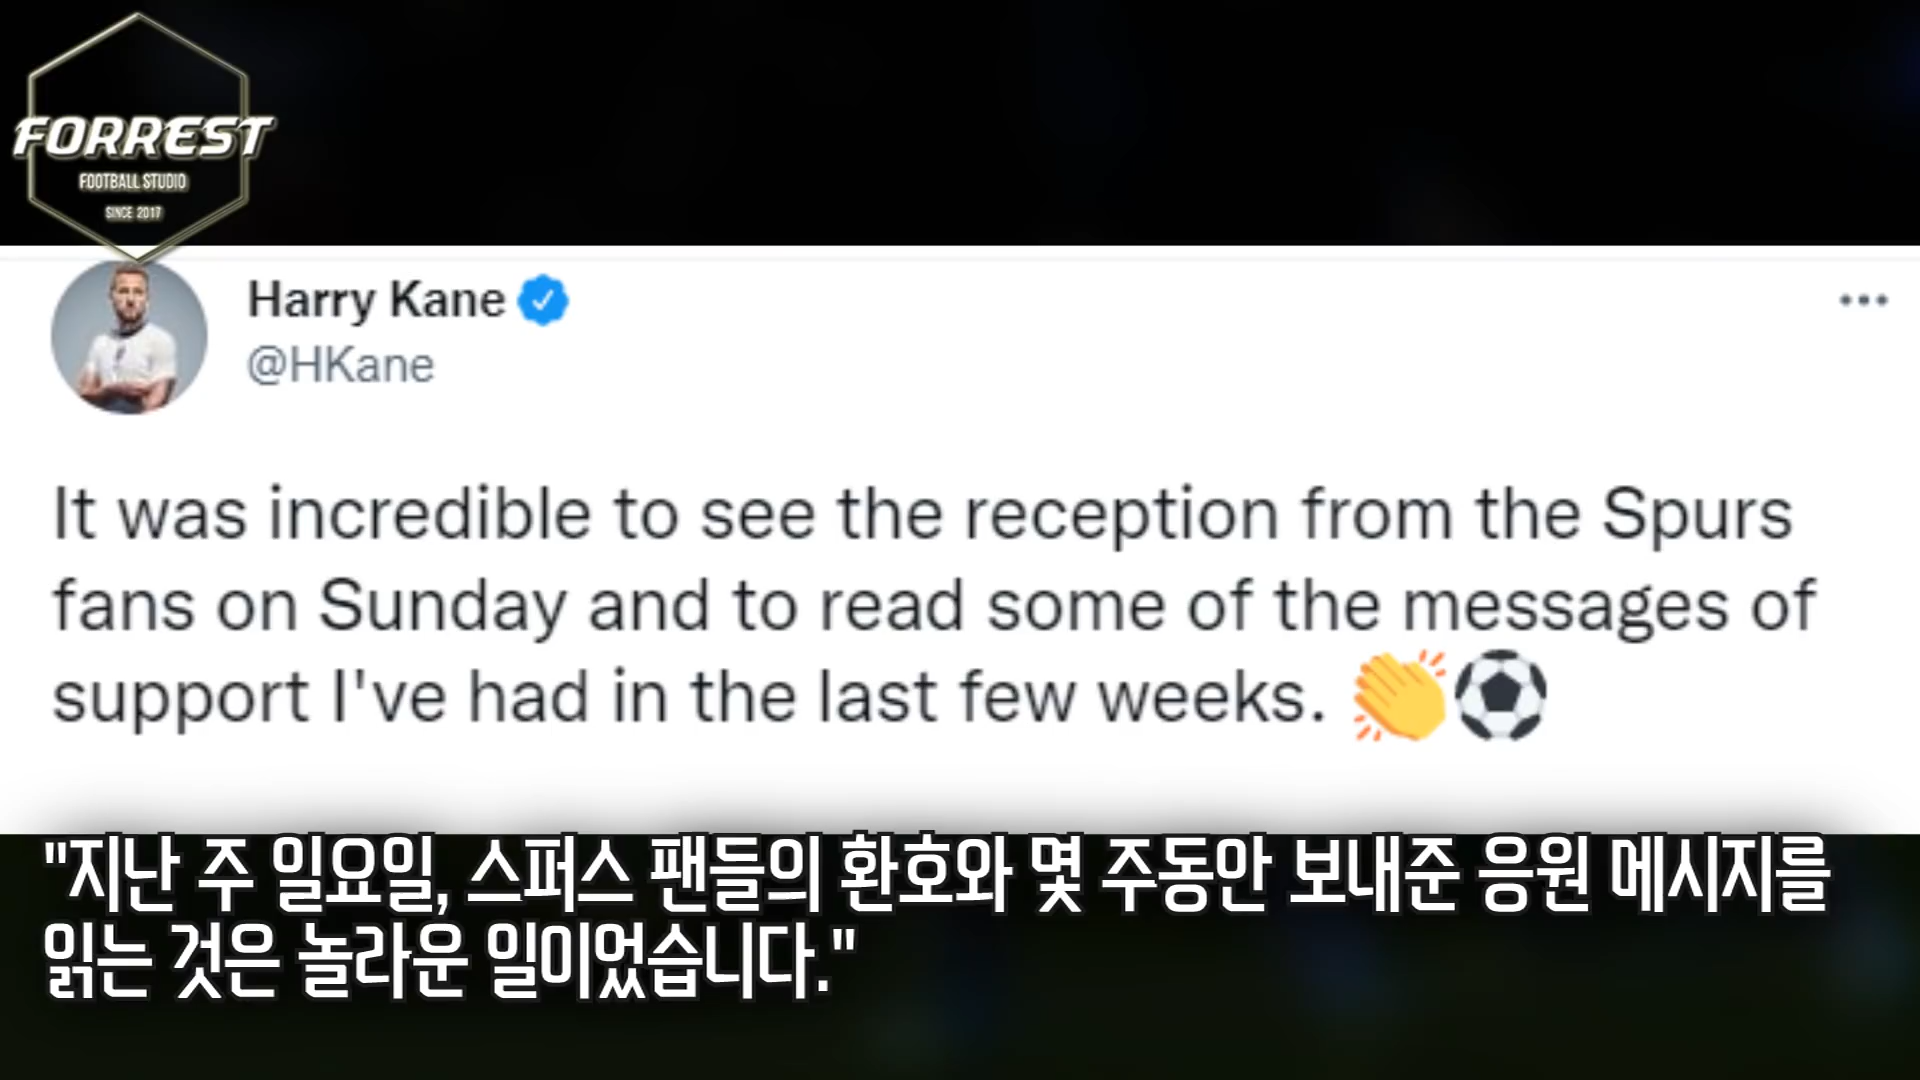 FORREST
FOOTBALL STUDIO
SINCE 2017
Harry Kane
@HKane
It was incredible to see the reception from the Spurs
fans on Sunday and to read some of the messages of
support I've had in the last few weeks. 👏⚽
"지난 주 일요일, 스퍼스 팬들의 환호와 몇 주동안 보내준 응원 메시지를
읽는 것은 놀라운 일이었습니다."